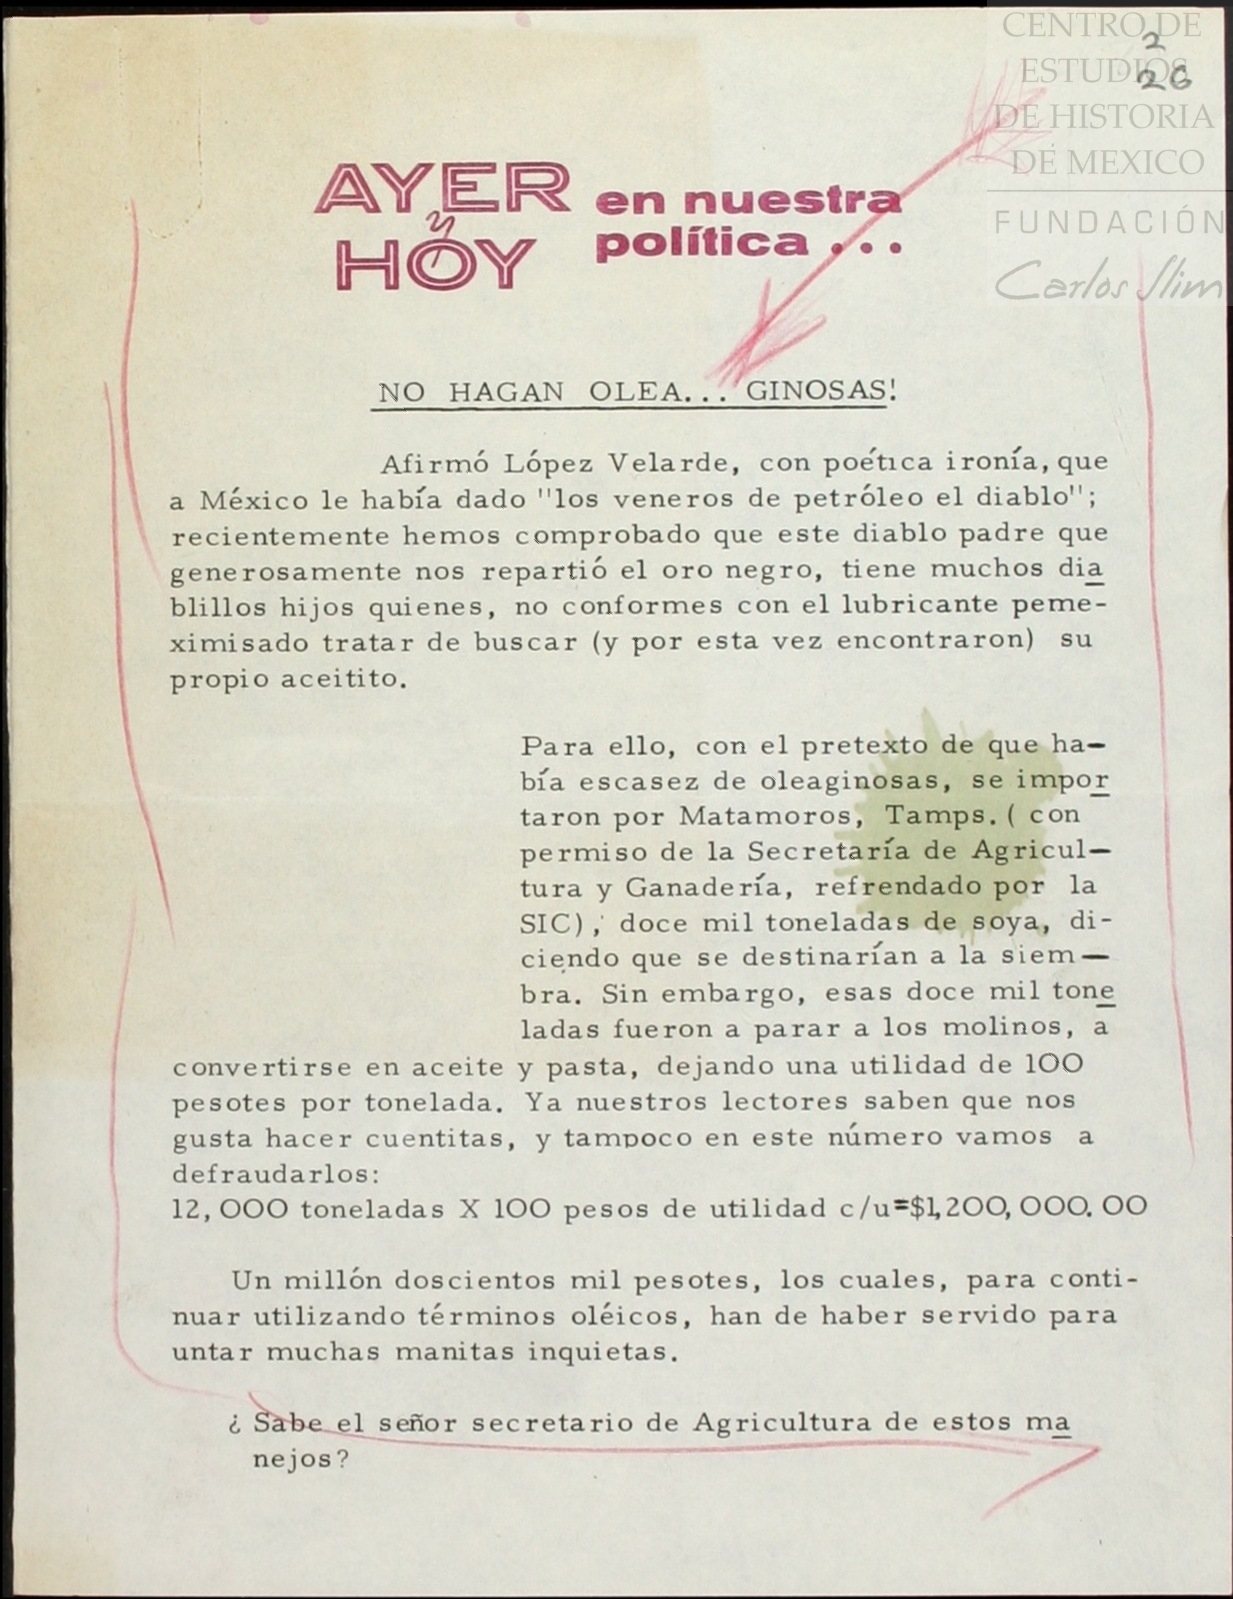 CENTRO DE
ESTUDIOS
DE HISTORIA
DE MEXICO
FUNDACIÓN
Carlos Slim
2
26
AYER
y
HOY
en nuestra
política...
NO HAGAN OLEA... GINOSAS!
Afirmó López Velarde, con poética ironía, que
a México le había dado "los veneros de petróleo el diablo";
recientemente hemos comprobado que este diablo padre que
generosamente nos repartió el oro negro, tiene muchos dia
blillos hijos quienes, no conformes con el lubricante peme-
ximisado tratar de buscar (y por esta vez encontraron) su
propio aceitito.
Para ello, con el pretexto de que ha-
bía escasez de oleaginosas, se impor
taron por Matamoros, Tamps. ( con
permiso de la Secretaría de Agricul-
tura y Ganadería, refrendado por la
SIC), doce mil toneladas de soya, di-
ciendo que se destinarían a la siem-
bra. Sin embargo, esas doce mil tone
ladas fueron a parar a los molinos, a
convertirse en aceite y pasta, dejando una utilidad de 100
pesotes por tonelada. Ya nuestros lectores saben que nos
gusta hacer cuentitas, y tampoco en este número vamos a
defraudarlos:
12,000 toneladas X 100 pesos de utilidad c/u=$1,200,000.00
Un millón doscientos mil pesotes, los cuales, para conti-
nuar utilizando términos oléicos, han de haber servido para
untar muchas manitas inquietas.
¿ Sabe el señor secretario de Agricultura de estos ma
nejos?